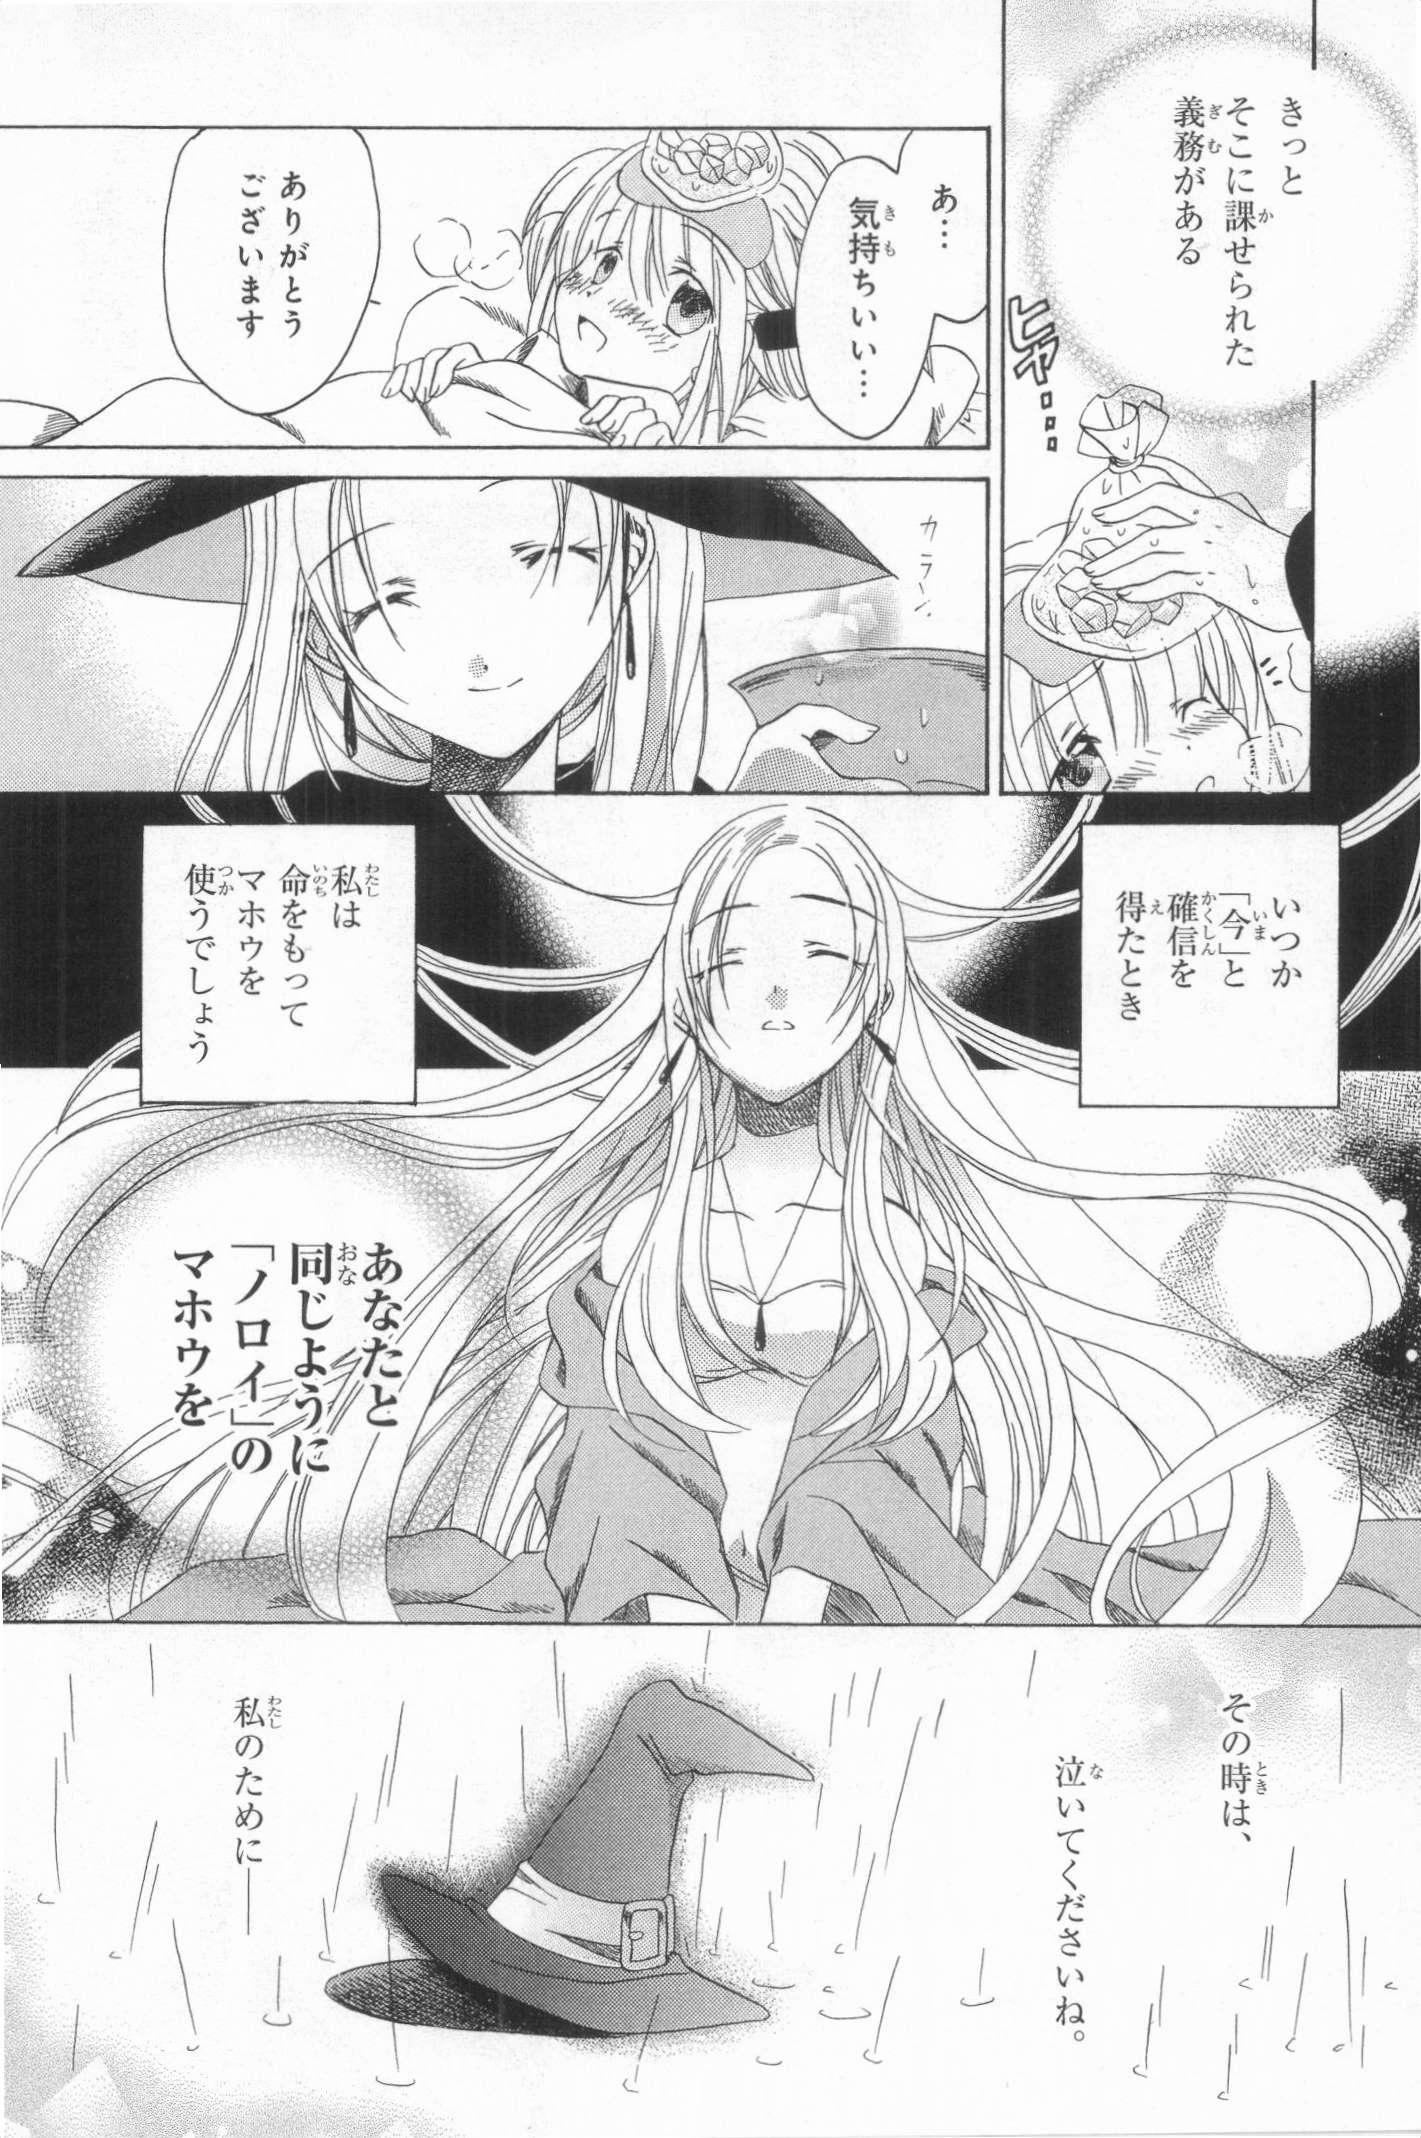 きっと
そこに課せられた
義務がある
ヒヤ・・・
あ…
気持ちいい…
ありがとう
ございます
カラン、
いつか
「今」と
確信を
得たとき
私は
命をもって
マホウを
使うでしょう
あなたと
同じように
「ノロイ」の
マホウを
その時は、
泣いてくださいね。
私のために──